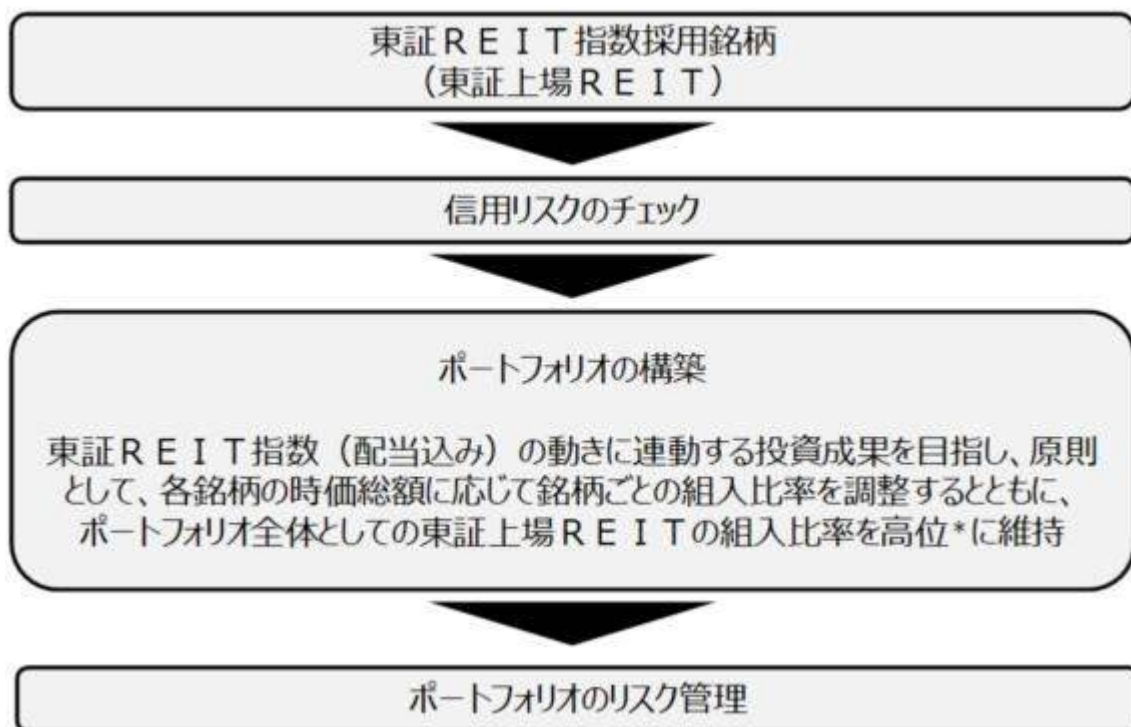 東証ＲＥＩＴ指数採用銘柄
（東証上場ＲＥＩＴ）
信用リスクのチェック
ポートフォリオの構築
東証ＲＥＩＴ指数（配当込み）の動きに連動する投資成果を目指し、原則
として、各銘柄の時価総額に応じて銘柄ごとの組入比率を調整するとともに、
ポートフォリオ全体としての東証上場ＲＥＩＴの組入比率を高位*に維持
ポートフォリオのリスク管理